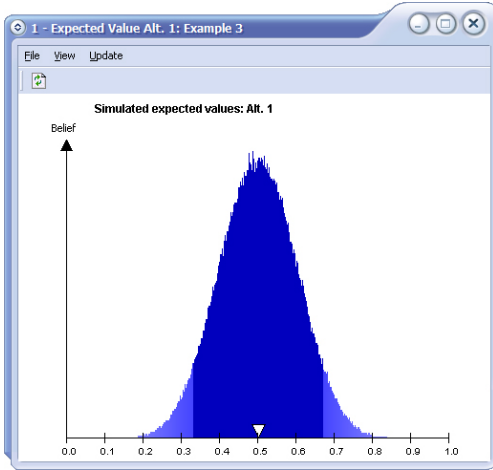 1 - Expected Value Alt. 1: Example 3
File View Update
Simulated expected values: Alt. 1
Belief
0.0 0.1 0.2 0.3 0.4 0.5 0.6 0.7 0.8 0.9 1.0